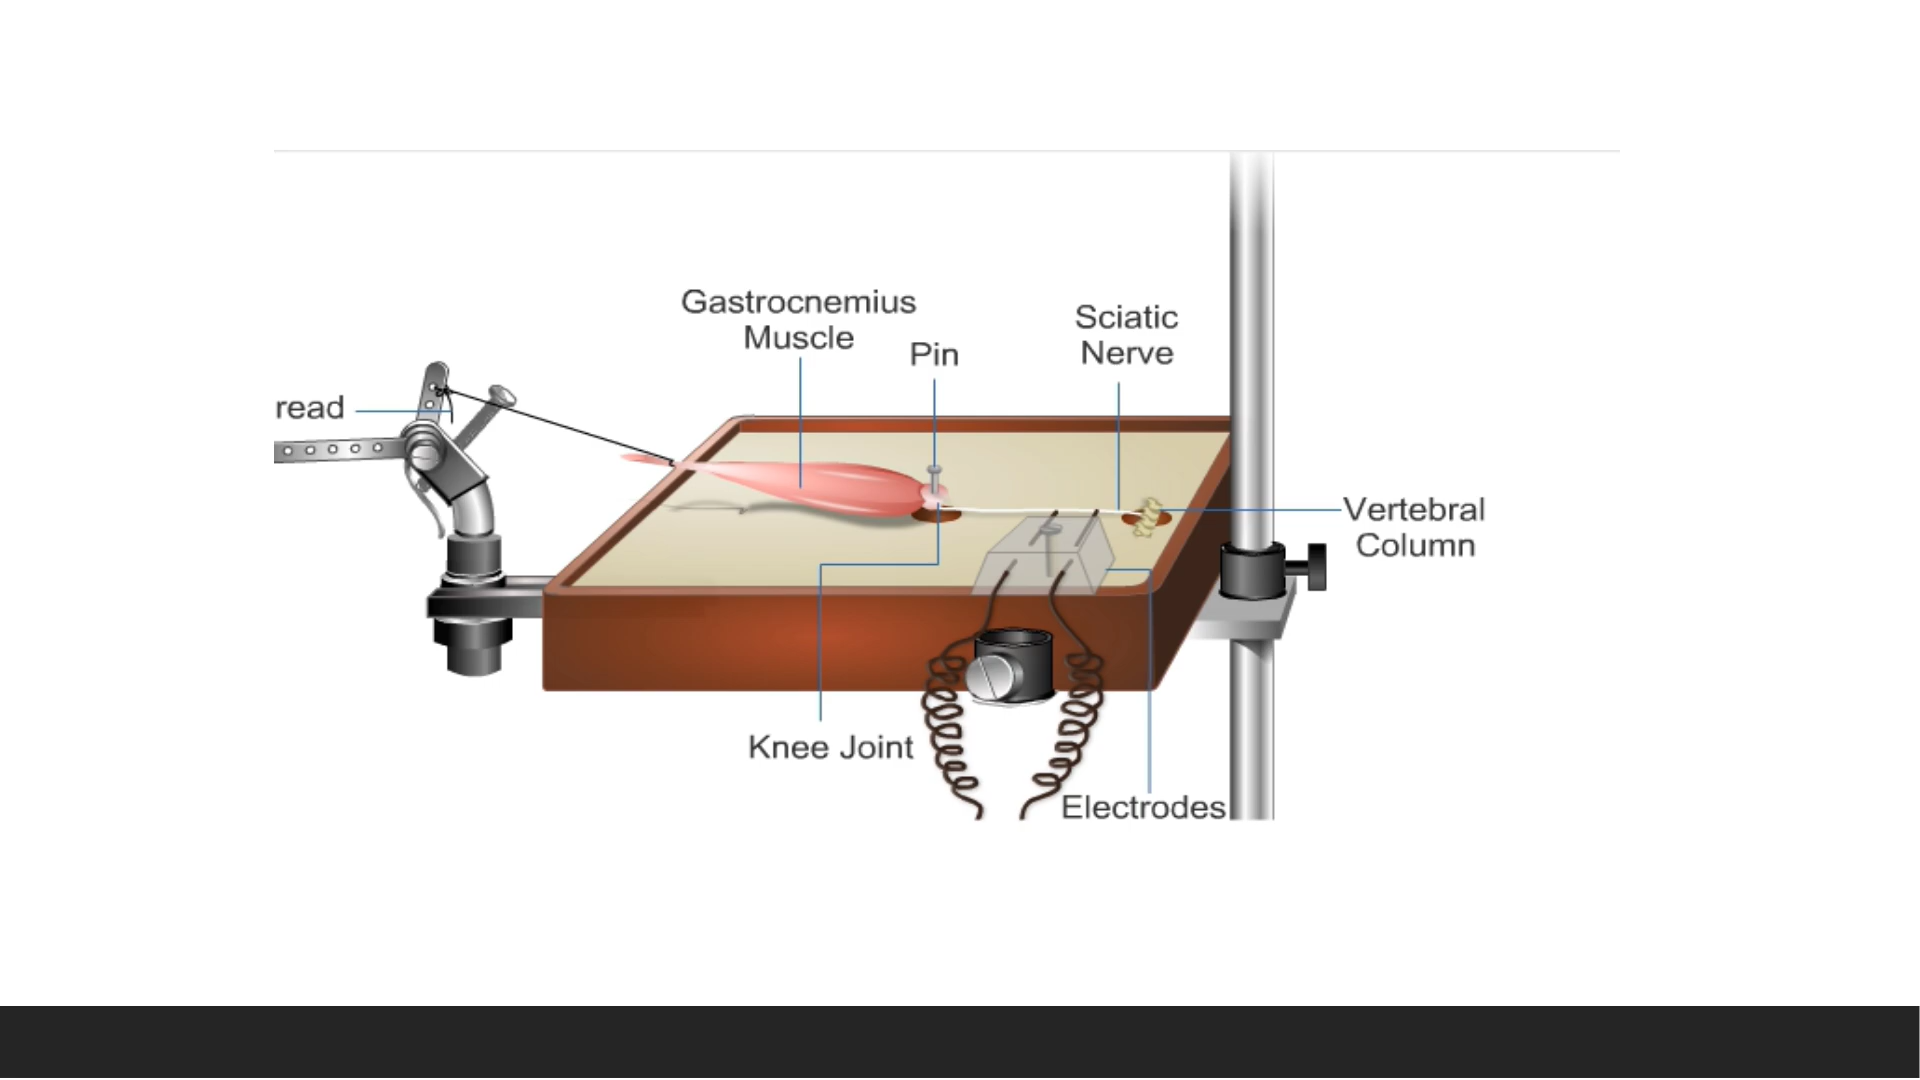 Gastrocnemius
Muscle
Pin
Sciatic
Nerve
read
Vertebral
Column
Knee Joint
Electrodes